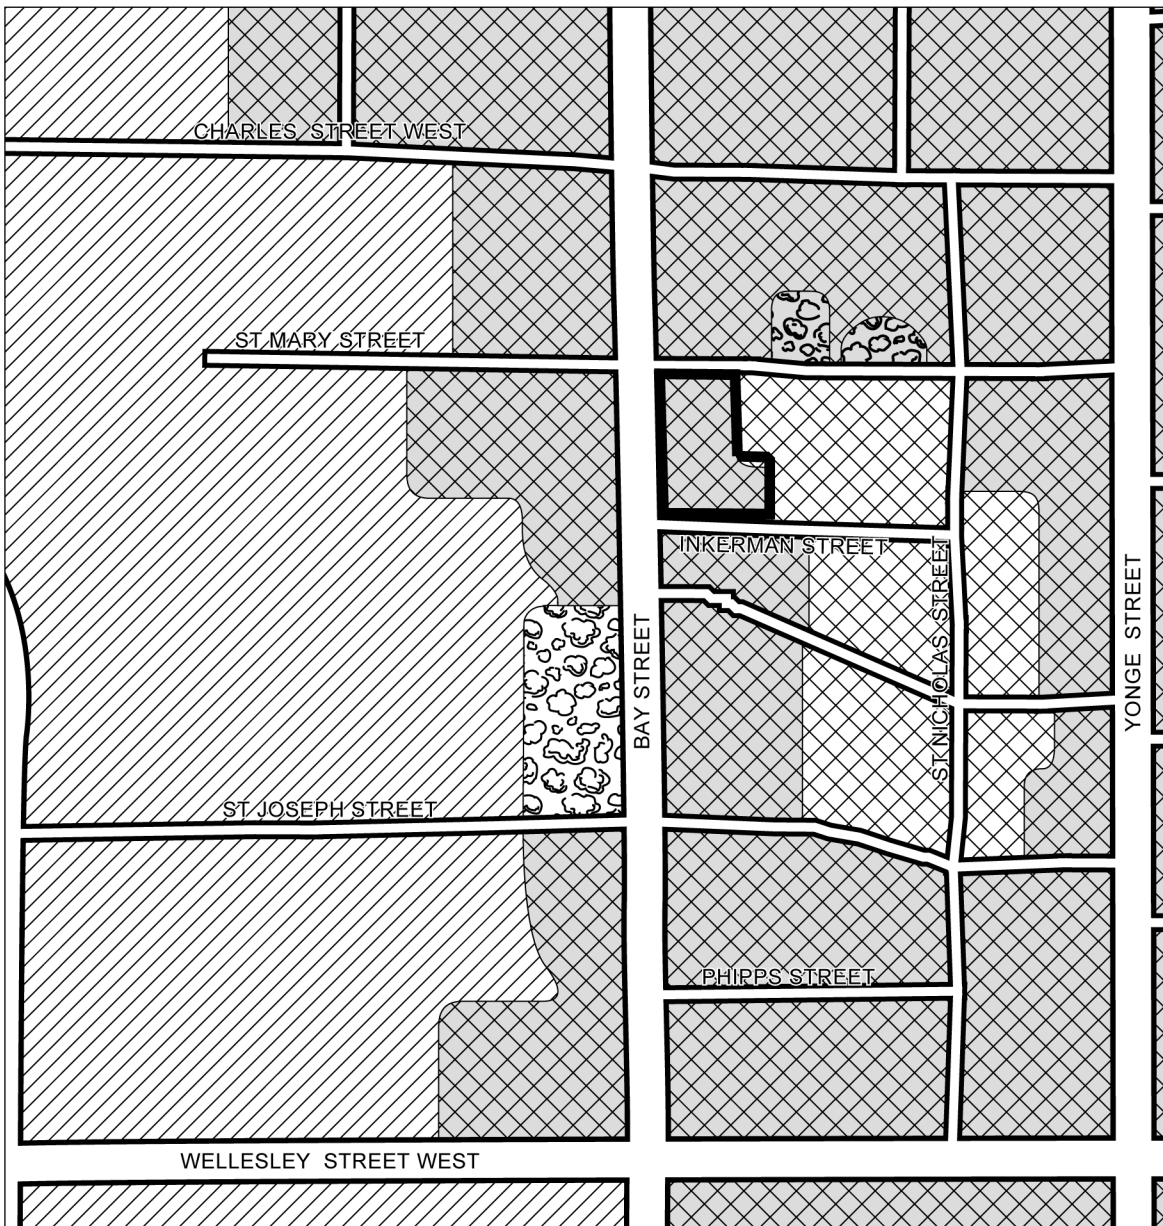 CHARLES STREET WEST
ST MARY STREET
INKERMAN STREET
ST NICHOLAS STREET
BAY STREET
YONGE STREET
ST JOSEPH STREET
PHIPPS STREET
WELLESLEY STREET WEST